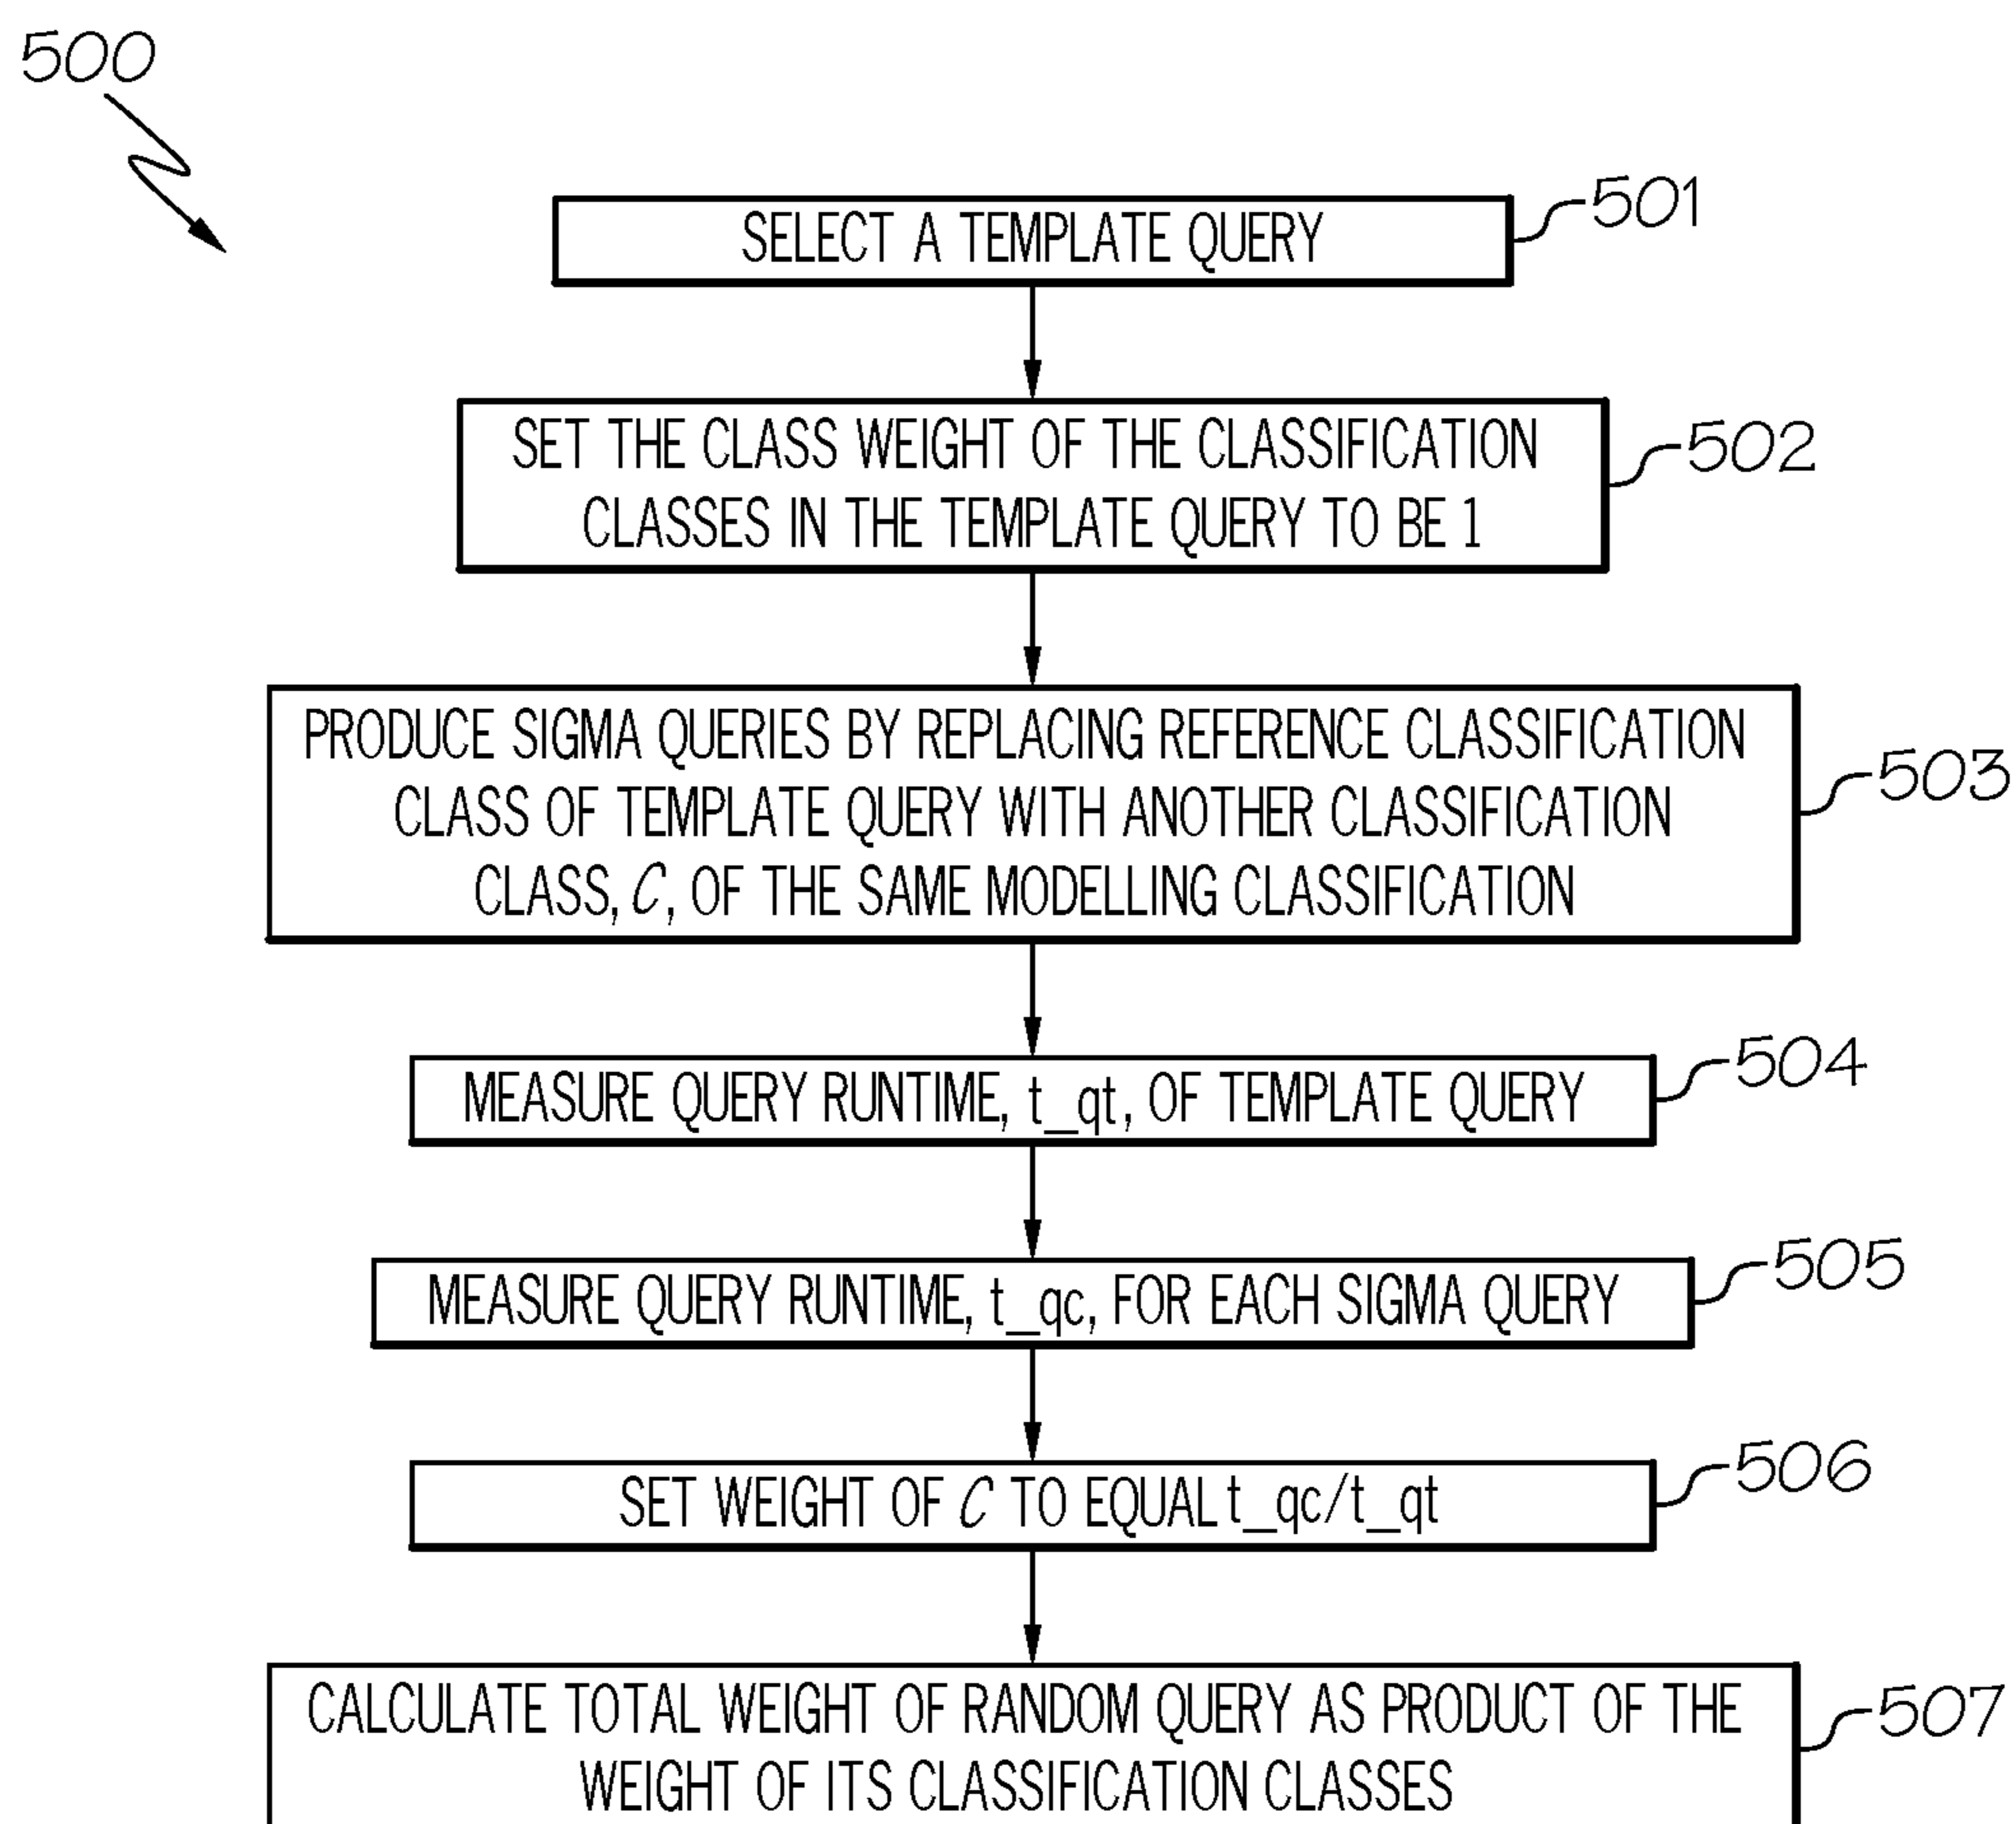 500
SELECT A TEMPLATE QUERY
501
SET THE CLASS WEIGHT OF THE CLASSIFICATION
CLASSES IN THE TEMPLATE QUERY TO BE 1
502
PRODUCE SIGMA QUERIES BY REPLACING REFERENCE CLASSIFICATION
CLASS OF TEMPLATE QUERY WITH ANOTHER CLASSIFICATION
CLASS, C, OF THE SAME MODELLING CLASSIFICATION
503
MEASURE QUERY RUNTIME, t_qt, OF TEMPLATE QUERY
504
MEASURE QUERY RUNTIME, t_qc, FOR EACH SIGMA QUERY
505
SET WEIGHT OF C TO EQUAL t_qc/t_qt
506
CALCULATE TOTAL WEIGHT OF RANDOM QUERY AS PRODUCT OF THE
WEIGHT OF ITS CLASSIFICATION CLASSES
507